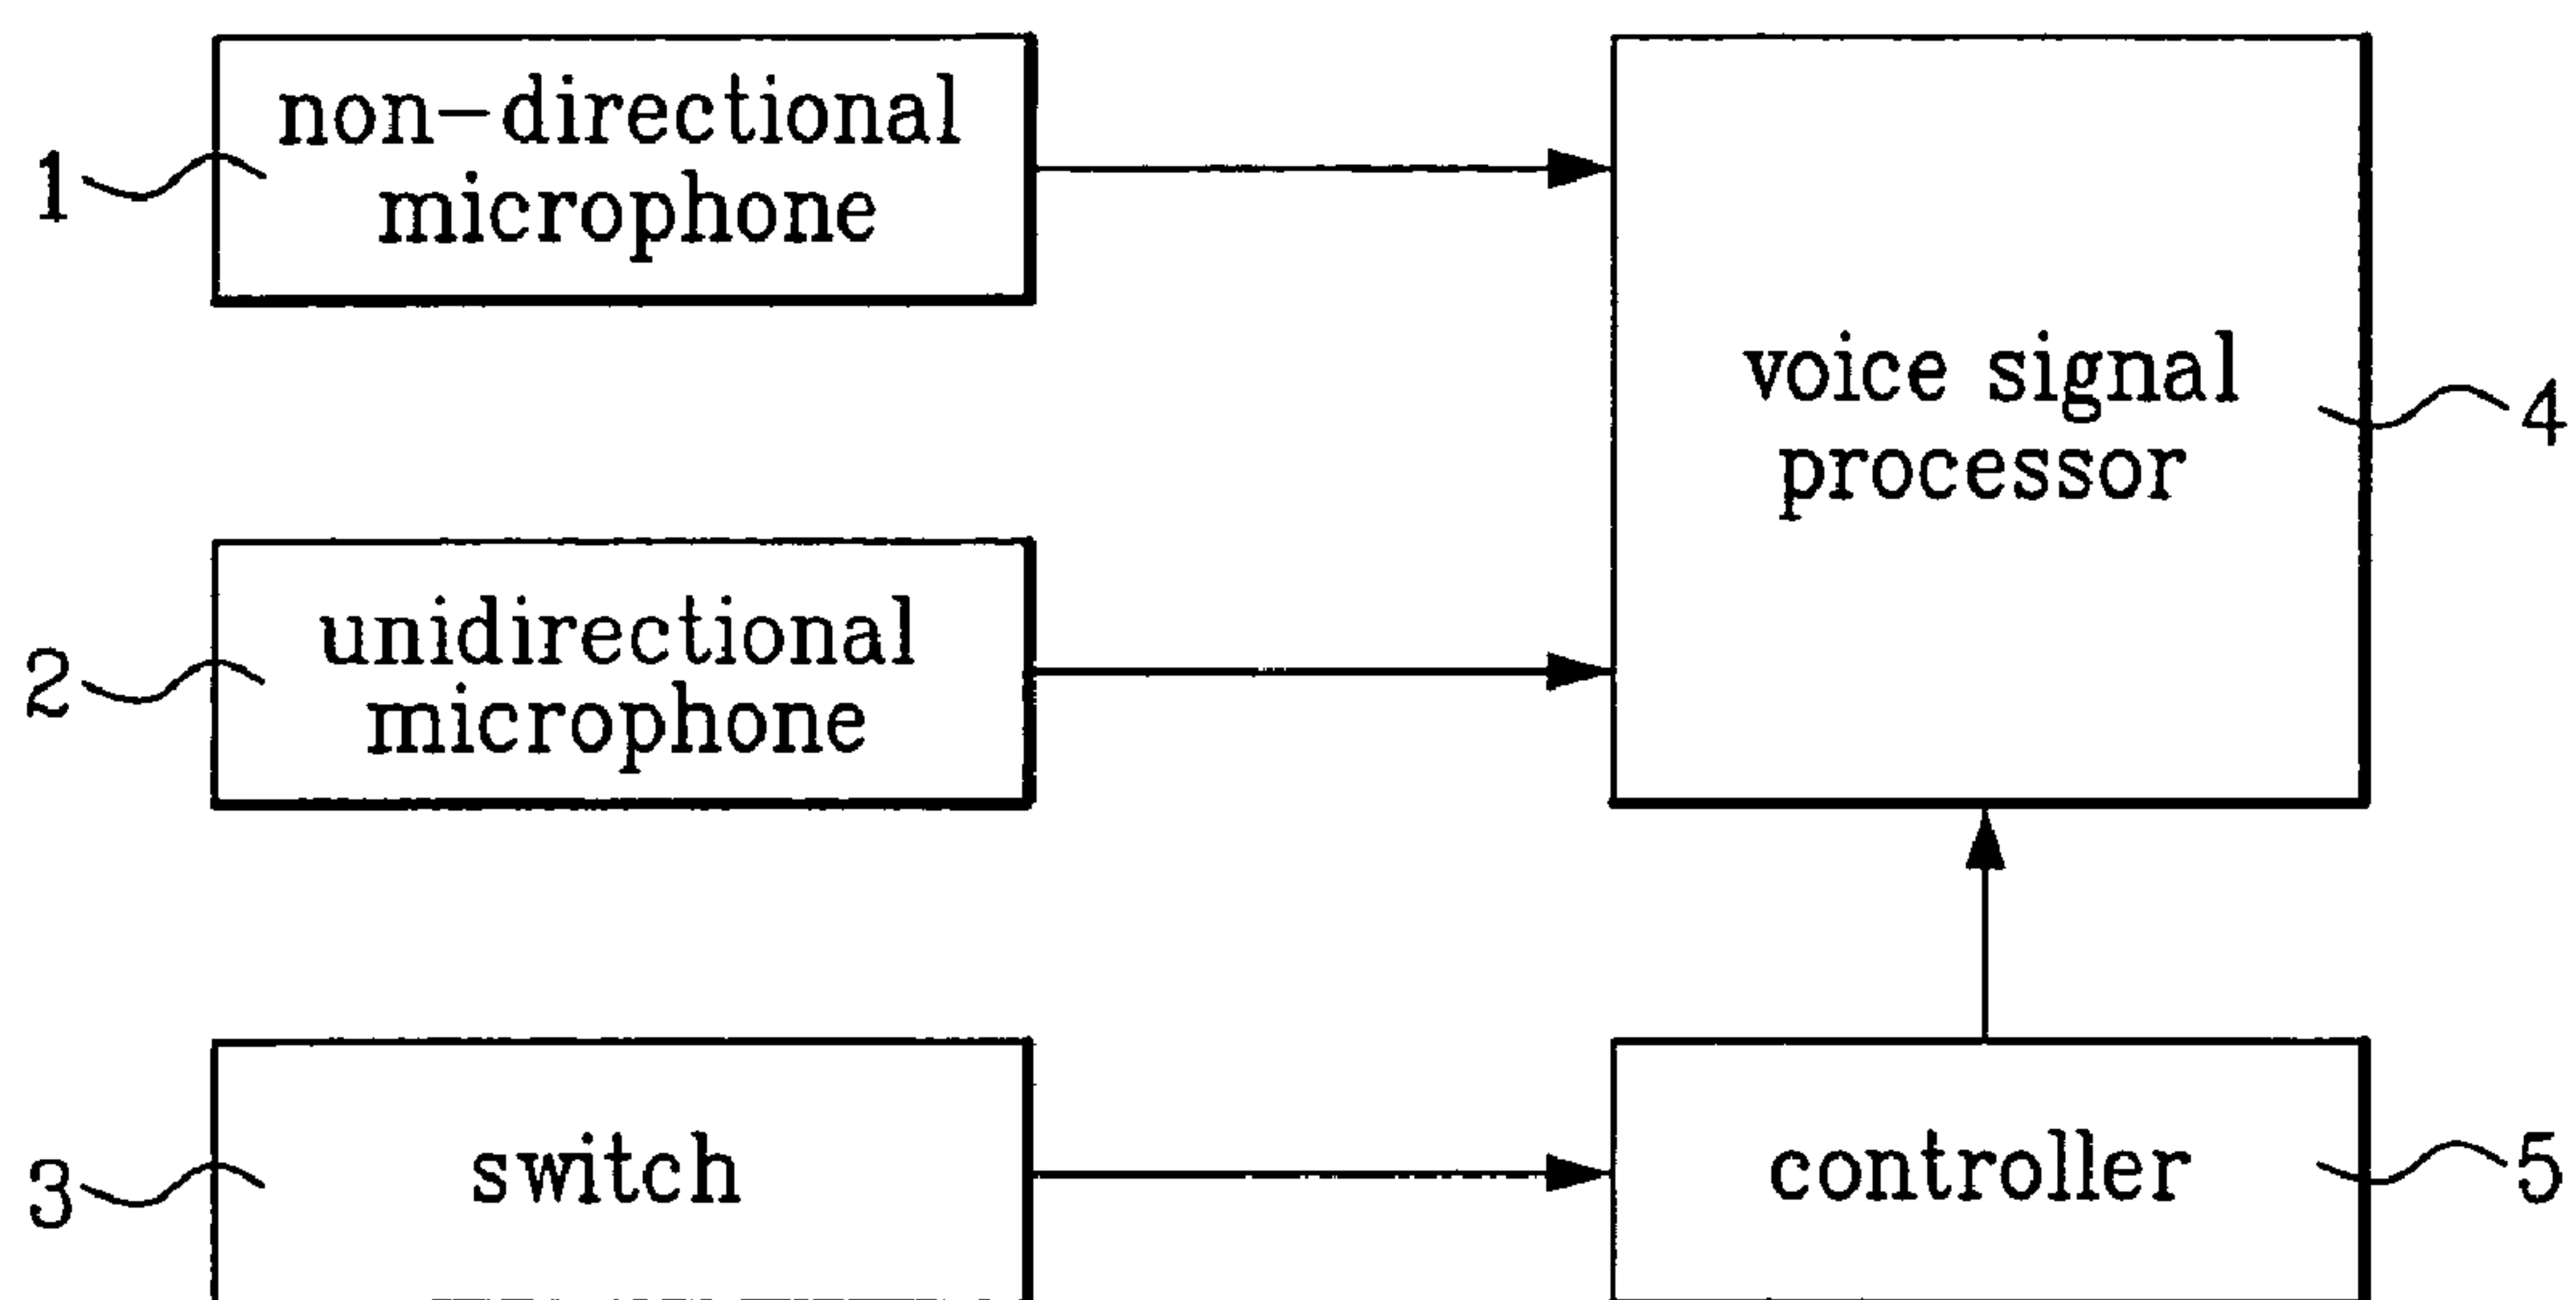 non-directional
microphone
1
voice signal
processor
4
unidirectional
microphone
2
switch
3
controller
5